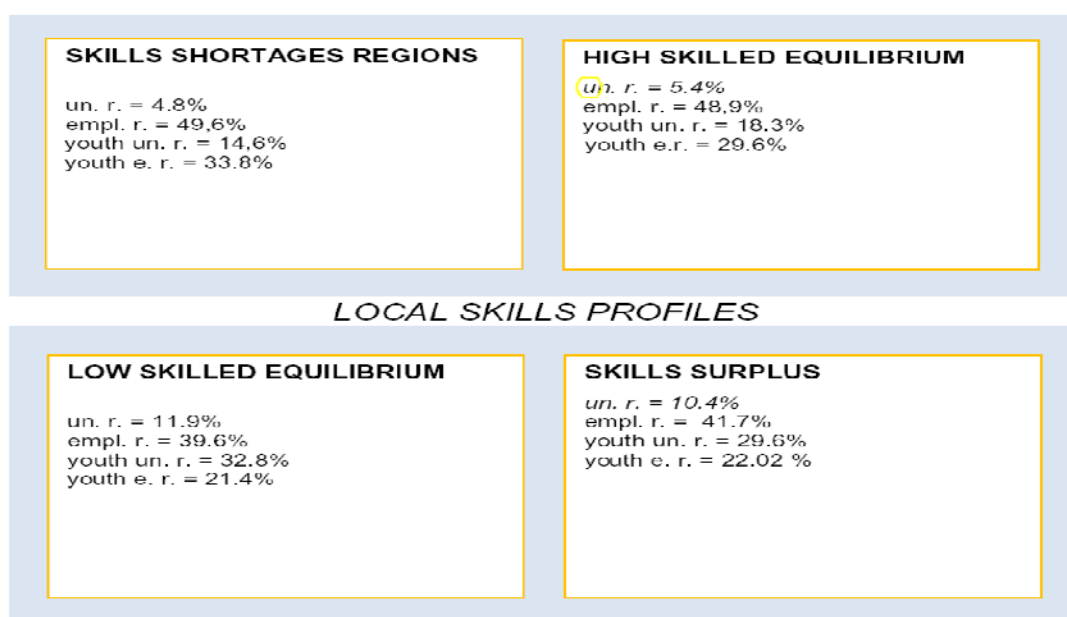 SKILLS SHORTAGES REGIONS
un. r. = 4.8%
empl. r. = 49,6%
youth un. r. = 14,6%
youth e. r. = 33.8%
HIGH SKILLED EQUILIBRIUM
un. r. = 5.4%
empl. r. = 48,9%
youth un. r. = 18.3%
youth e.r. = 29.6%
LOCAL SKILLS PROFILES
LOW SKILLED EQUILIBRIUM
un. r. = 11.9%
empl. r. = 39.6%
youth un. r. = 32.8%
youth e. r. = 21.4%
SKILLS SURPLUS
un. r. = 10.4%
empl. r. = 41.7%
youth un. r. = 29.6%
youth e. r. = 22.02 %